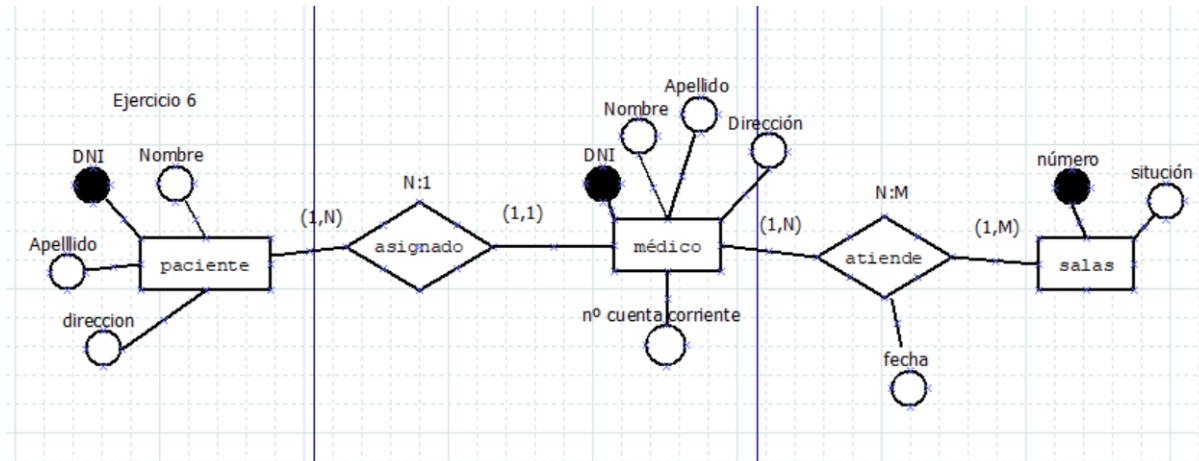 Ejercicio 6
DNI
Nombre
Apelllido
direccion
paciente
(1,N)
N:1
asignado
(1,1)
DNI
Nombre
Apellido
Dirección
médico
nº cuenta corriente
(1,N)
N:M
atiende
fecha
(1,M)
número
situción
salas